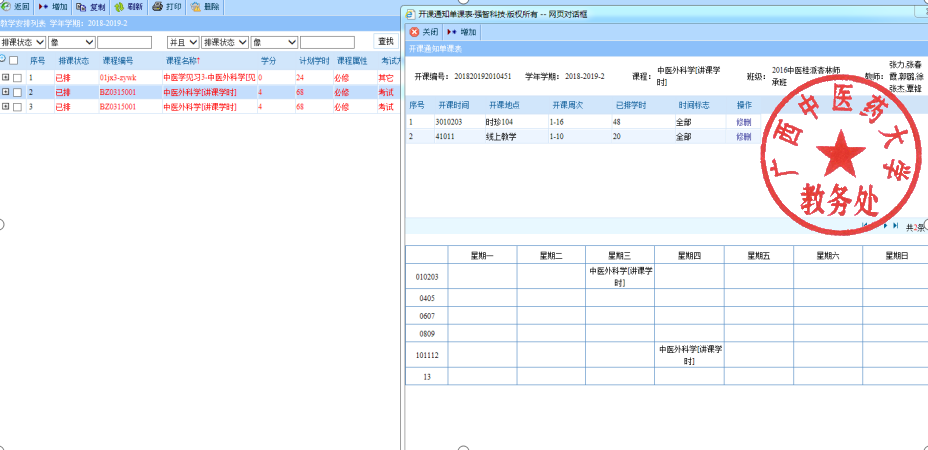 返回 增加 复制 刷新 打印 删除
教学安排列表 学年学期：2018-2019-2
排课状态 像 并且 排课状态 像 查找
序号 排课状态 课程编号 课程名称↑ 学分 计划学时 课程属性 考试
1 已排 01jx3-zywk 中医学见习3-中医外科学[见 0 24 必修 其它
2 已排 BZ0315001 中医外科学[讲课学时] 4 68 必修 考试
3 已排 BZ0315001 中医外科学[讲课学时] 4 68 必修 考试
开课通知单课表-强智科技-版权所有 -- 网页对话框
关闭 增加
开课通知单课表
开课编号：201820192010451 学年学期：2018-2019-2 课程：
中医外科学[讲课学
时]
班级：
2016中医桂派杏林师
承班
教师：
张力,张春
霞,郭翮,徐
张杰,覃锋
序号 开课时间 开课地点 开课周次 已排学时 时间标志 操作
1 3010203 时珍104 1-16 48 全部 修删
2 41011 线上教学 1-10 20 全部 修删
广西中医药大学
教务处
共2条
星期一 星期二 星期三 星期四 星期五 星期六 星期日
010203
中医外科学[讲课学
时]
0405
0607
0809
101112
中医外科学[讲课学
时]
13